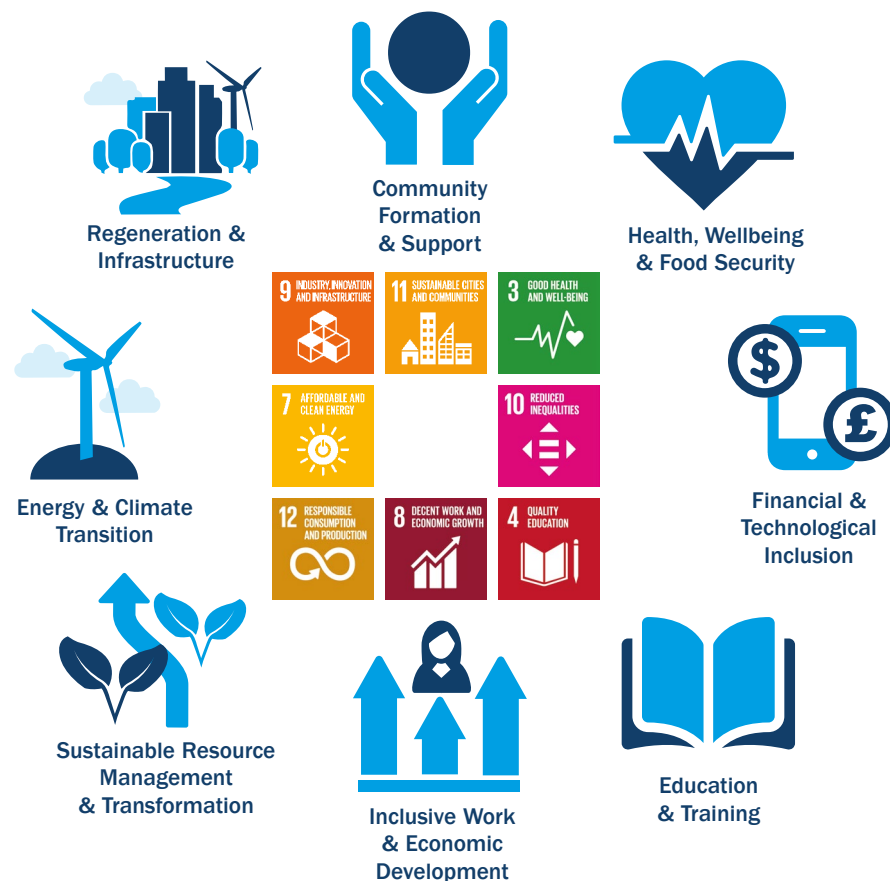 Community
Formation
& Support
Regeneration &
Infrastructure
Health, Wellbeing
& Food Security
9 INDUSTRY, INNOVATION
AND INFRASTRUCTURE
11 SUSTAINABLE CITIES
AND COMMUNITIES
3 GOOD HEALTH
AND WELL-BEING
7 AFFORDABLE AND
CLEAN ENERGY
10 REDUCED
INEQUALITIES
$
£
Energy & Climate
Transition
Financial &
Technological
Inclusion
12 RESPONSIBLE
CONSUMPTION
AND PRODUCTION
8 DECENT WORK AND
ECONOMIC GROWTH
4 QUALITY
EDUCATION
Sustainable Resource
Management
& Transformation
Inclusive Work
& Economic
Development
Education
& Training